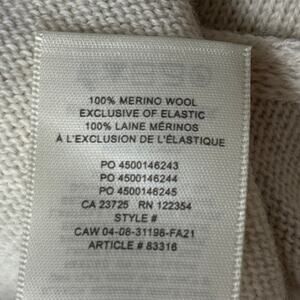 100% MERINO WOOL
EXCLUSIVE OF ELASTIC
100% LAINE MÉRINOS
À L'EXCLUSION DE L'ÉLASTIQUE
PO 4500146243
PO 4500146244
PO 4500146245
CA 23725 RN 122354
STYLE #
CAW 04-08-31198-FA21
ARTICLE # 83316